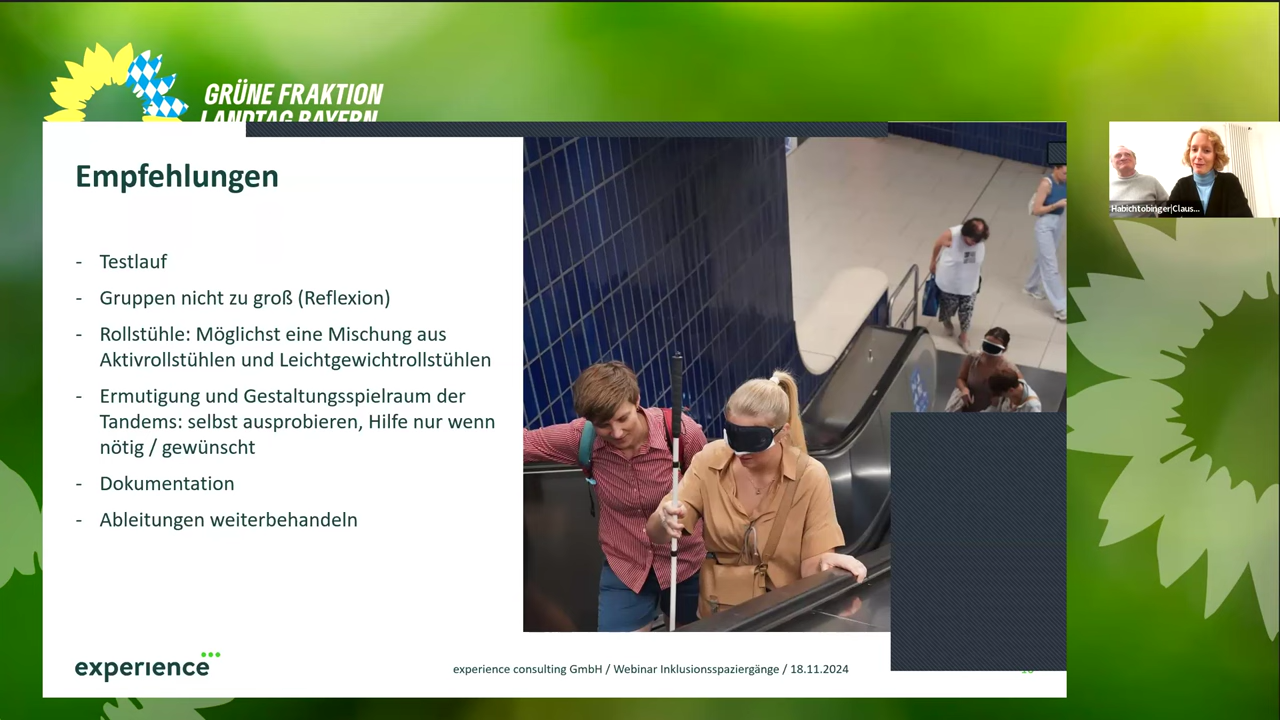 GRÜNE FRAKTION
LANDTAG BAYERN
Empfehlungen
- Testlauf
- Gruppen nicht zu groß (Reflexion)
- Rollstühle: Möglichst eine Mischung aus
Aktivrollstühlen und Leichtgewichtrollstühlen
- Ermutigung und Gestaltungsspielraum der
Tandems: selbst ausprobieren, Hilfe nur wenn
nötig / gewünscht
- Dokumentation
- Ableitungen weiterbehandeln
experience
experience consulting GmbH / Webinar Inklusionsspaziergänge / 18.11.2024
Habichtobinger|Claus...